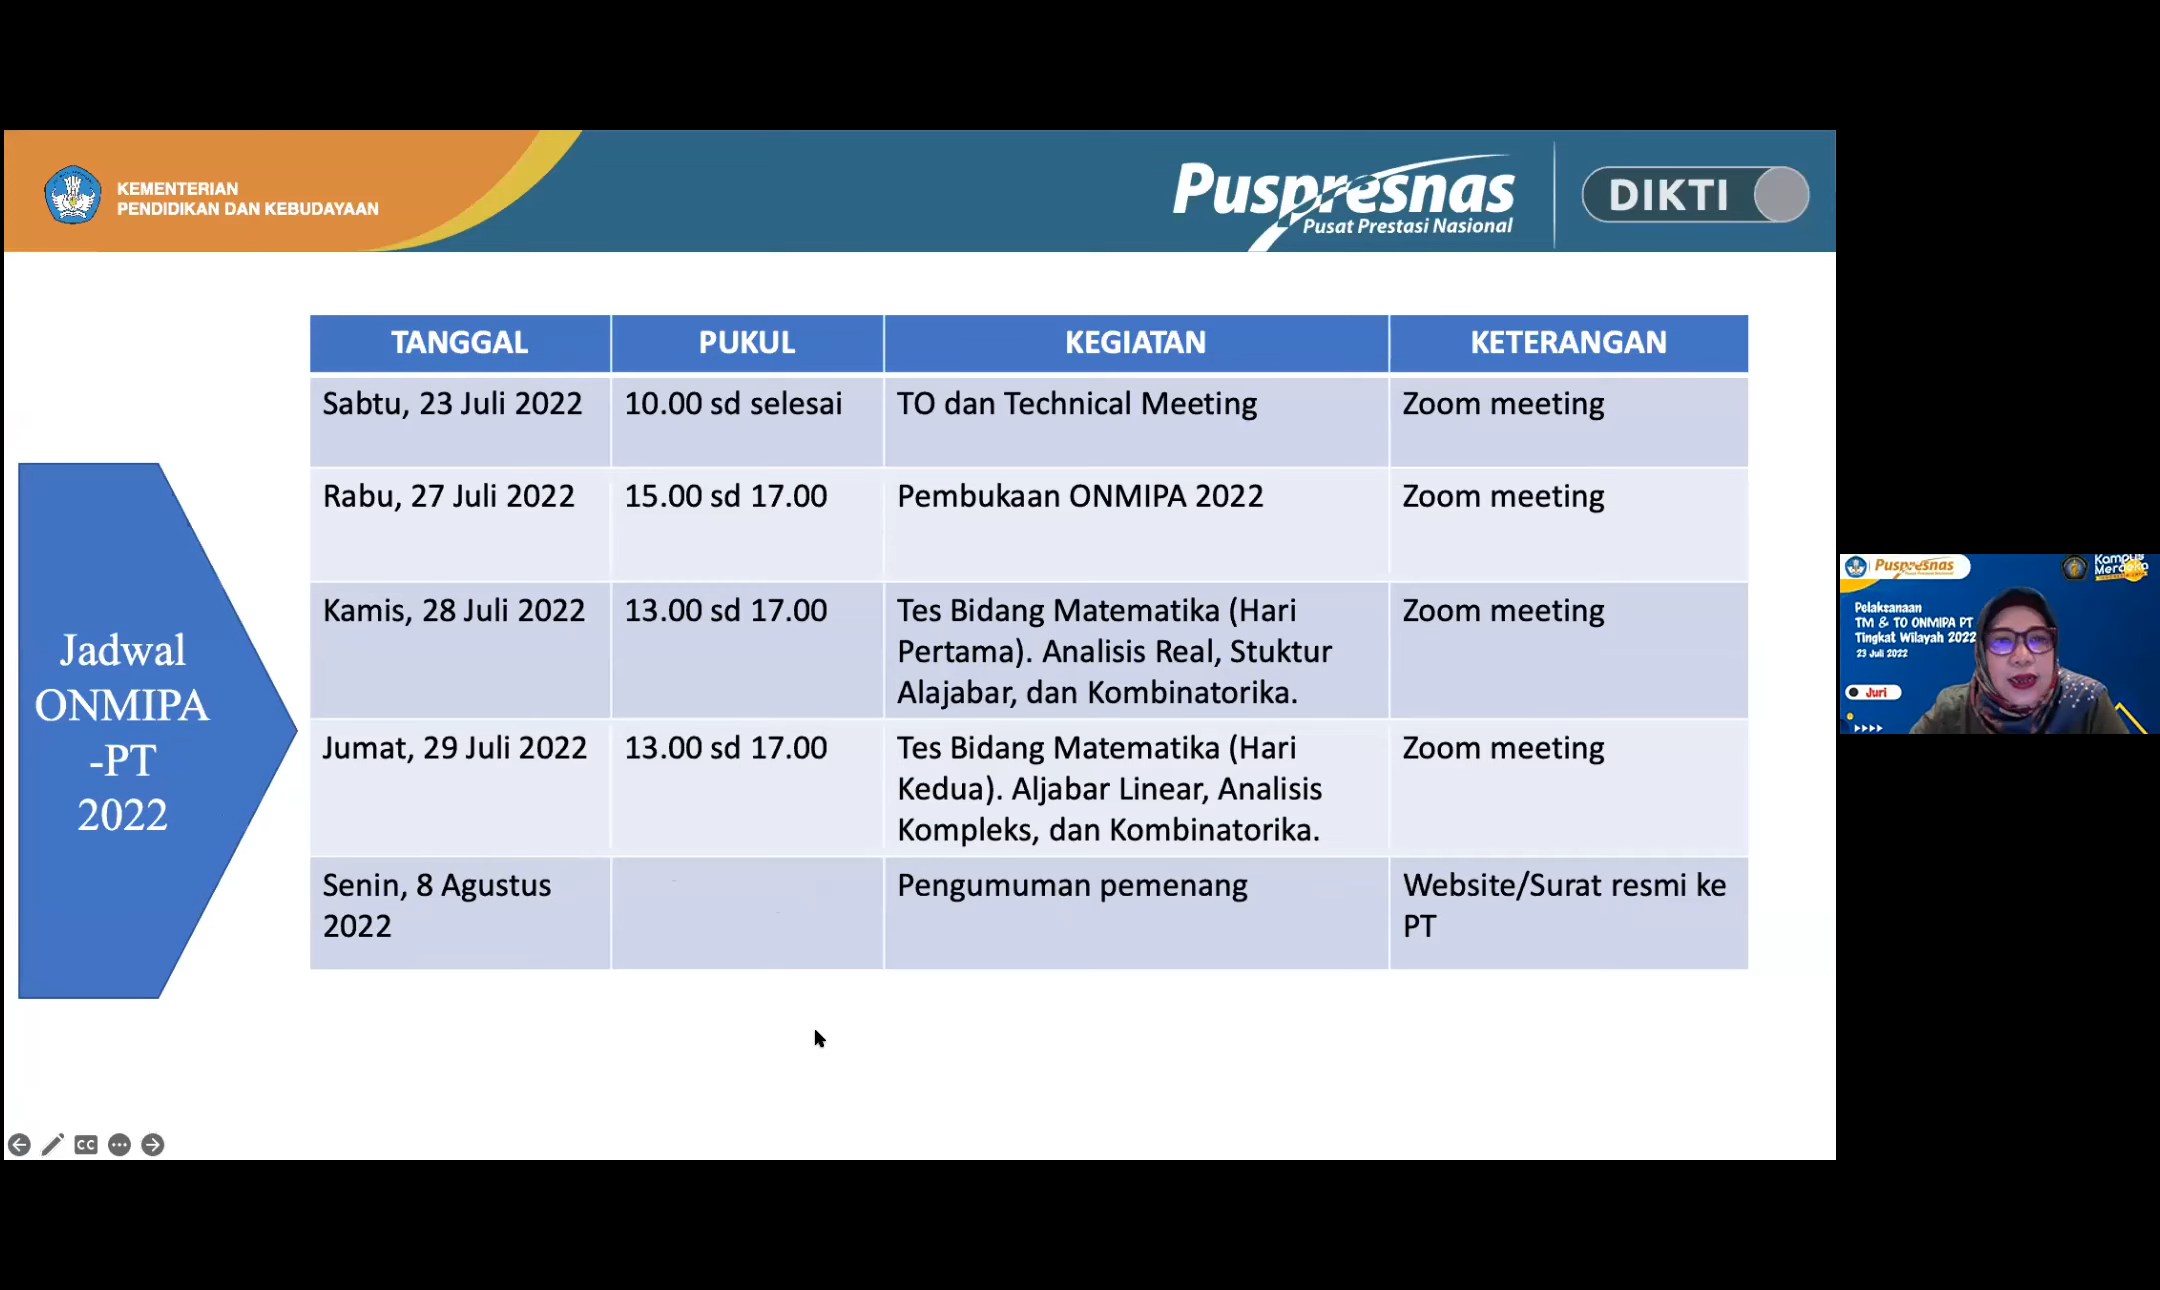 KEMENTERIAN
PENDIDIKAN DAN KEBUDAYAAN
Puspresnas
Pusat Prestasi Nasional
DIKTI
Jadwal
ONMIPA
-PT
2022
TANGGAL PUKUL KEGIATAN KETERANGAN
Sabtu, 23 Juli 2022 10.00 sd selesai TO dan Technical Meeting Zoom meeting
Rabu, 27 Juli 2022 15.00 sd 17.00 Pembukaan ONMIPA 2022 Zoom meeting
Kamis, 28 Juli 2022 13.00 sd 17.00 Tes Bidang Matematika (Hari Zoom meeting
Pertama). Analisis Real, Stuktur
Alajabar, dan Kombinatorika.
Jumat, 29 Juli 2022 13.00 sd 17.00 Tes Bidang Matematika (Hari Zoom meeting
Kedua). Aljabar Linear, Analisis
Kompleks, dan Kombinatorika.
Senin, 8 Agustus Pengumuman pemenang Website/Surat resmi ke
2022 PT
CC
Puspresnas
Kampus
Merdeka
Pelaksanaan
TM & TO ONMIPA PT
Tingkat Wilayah 2022
23 Juli 2022
Juri